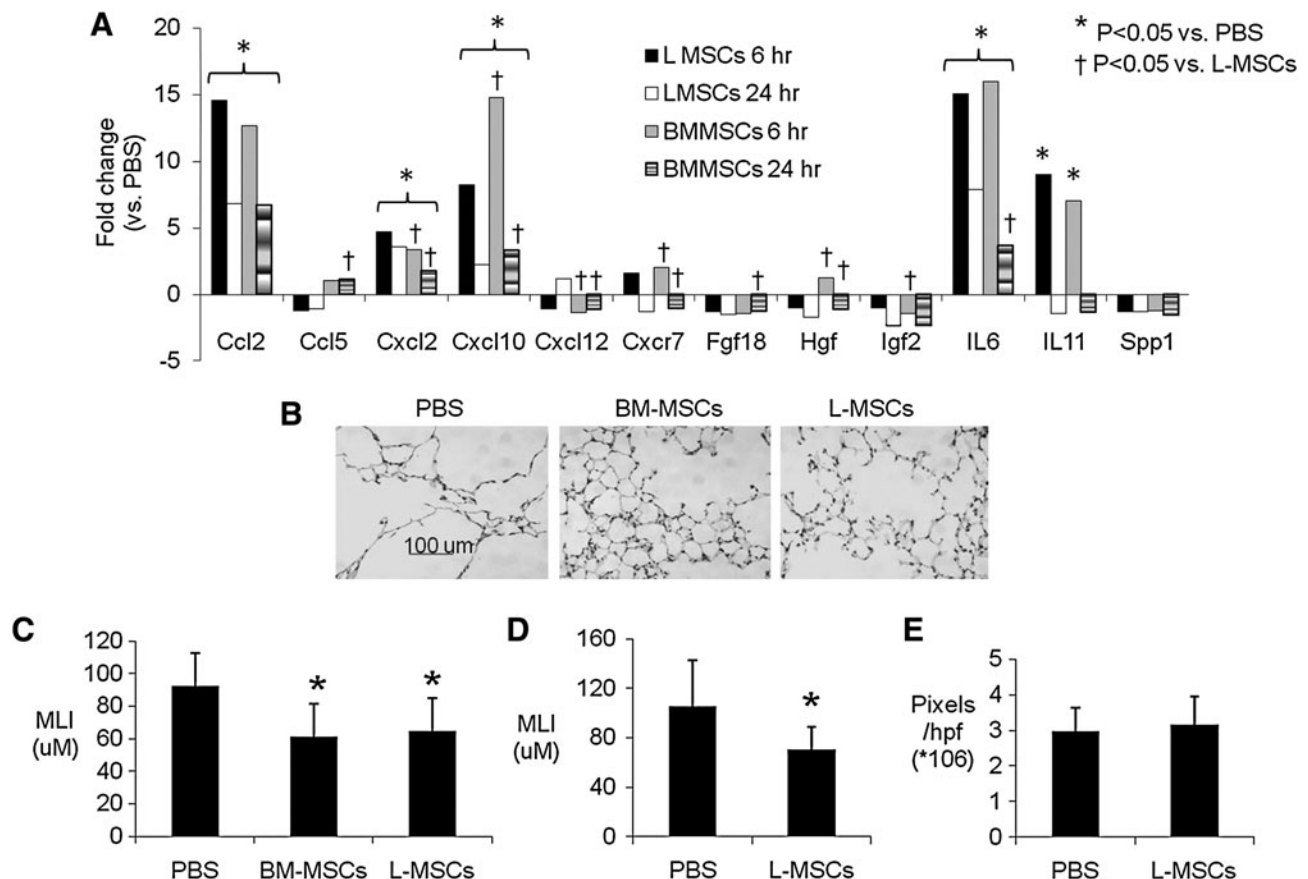 A
20
15
10
5
0
-5
Fold change
(vs. PBS)
* P<0.05 vs. PBS
† P<0.05 vs. L-MSCs
L MSCs 6 hr
LMSCs 24 hr
BMMSCs 6 hr
BMMSCs 24 hr
* * * * * *
† † † † † † † † † † † † † † †
Ccl2 Ccl5 Cxcl2 Cxcl10 Cxcl12 Cxcr7 Fgf18 Hgf Igf2 IL6 IL11 Spp1
B
PBS BM-MSCs L-MSCs
100 um
C
MLI
(uM)
120
100
80
60
40
20
0
* *
PBS BM-MSCs L-MSCs
D
MLI
(uM)
160
120
80
40
0
*
PBS L-MSCs
E
Pixels
/hpf
(*106)
5
4
3
2
1
0
PBS L-MSCs